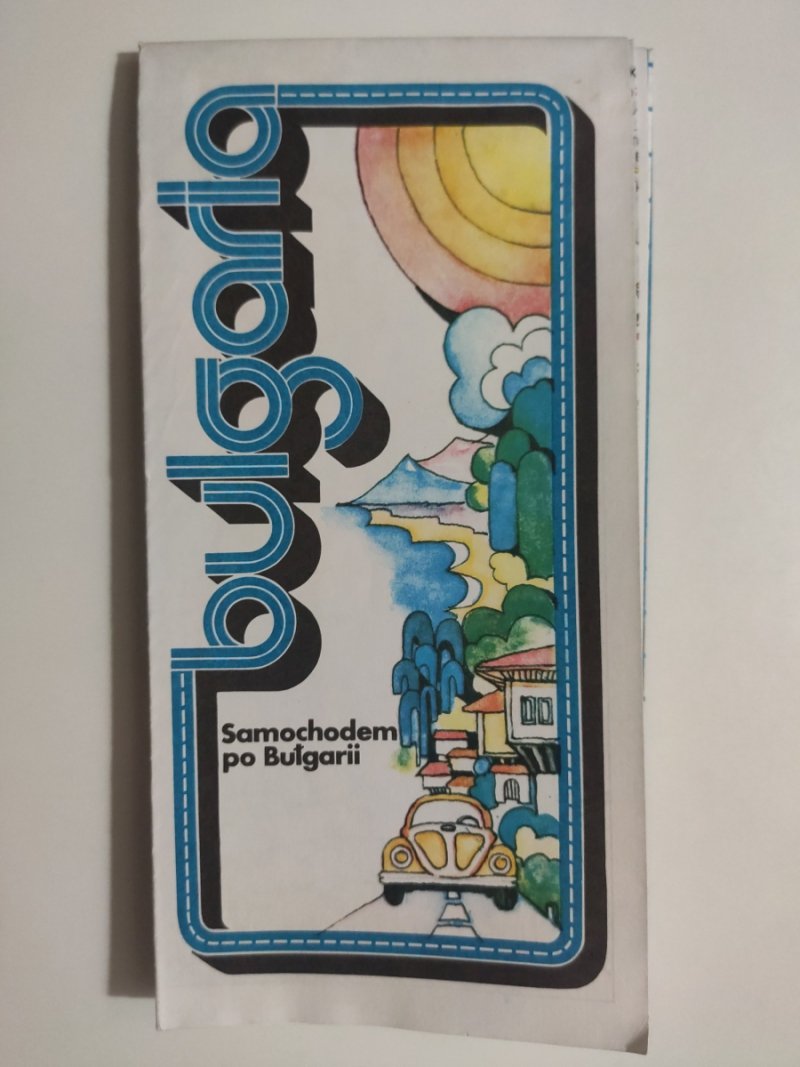 bulgaria
Samochodem
po Bułgarii